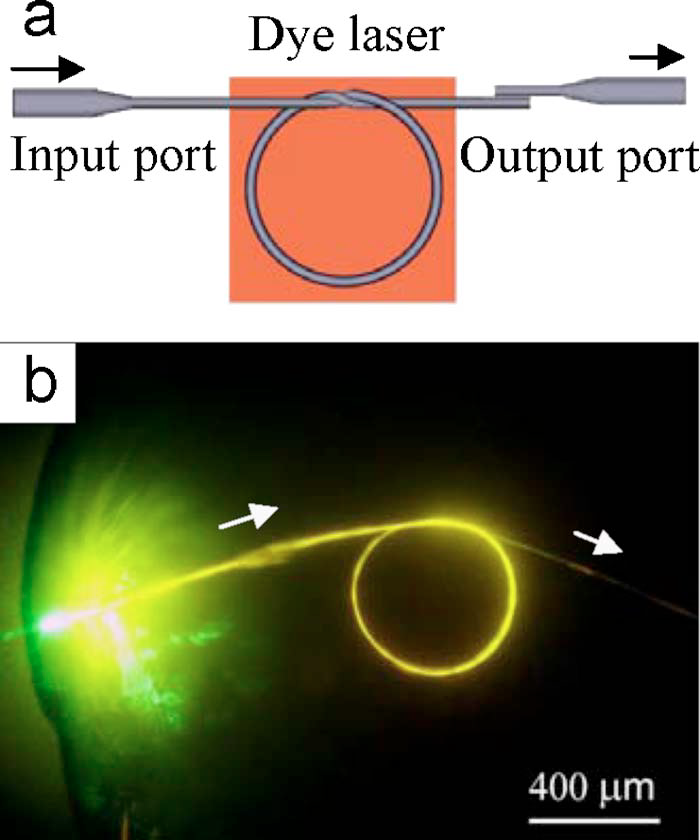 a
Dye laser
Input port
Output port
b
400 μm